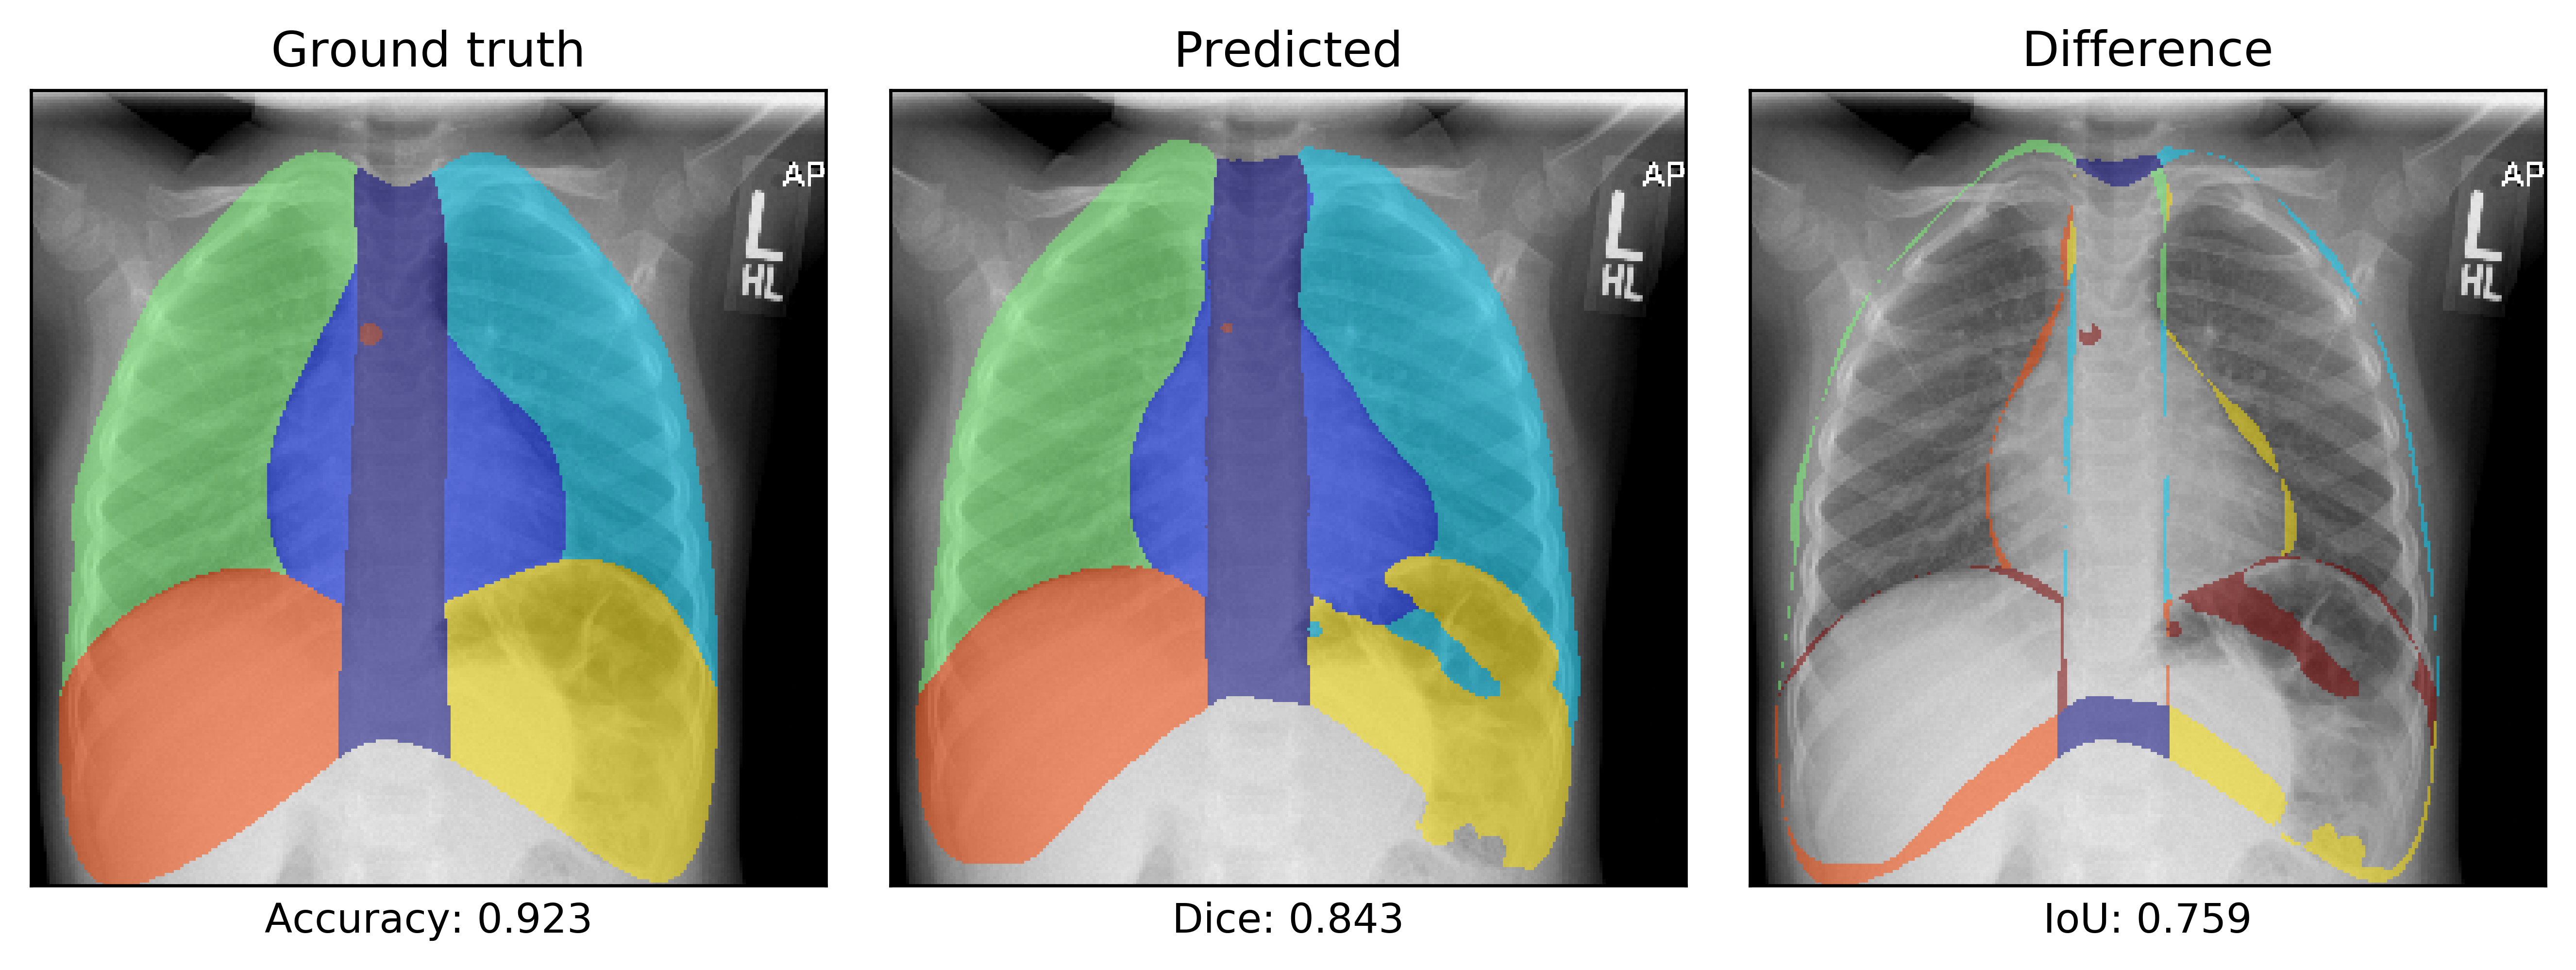 Ground truth
Predicted
Difference
AP
L
HL
AP
L
HL
AP
L
HL
Accuracy: 0.923
Dice: 0.843
IoU: 0.759